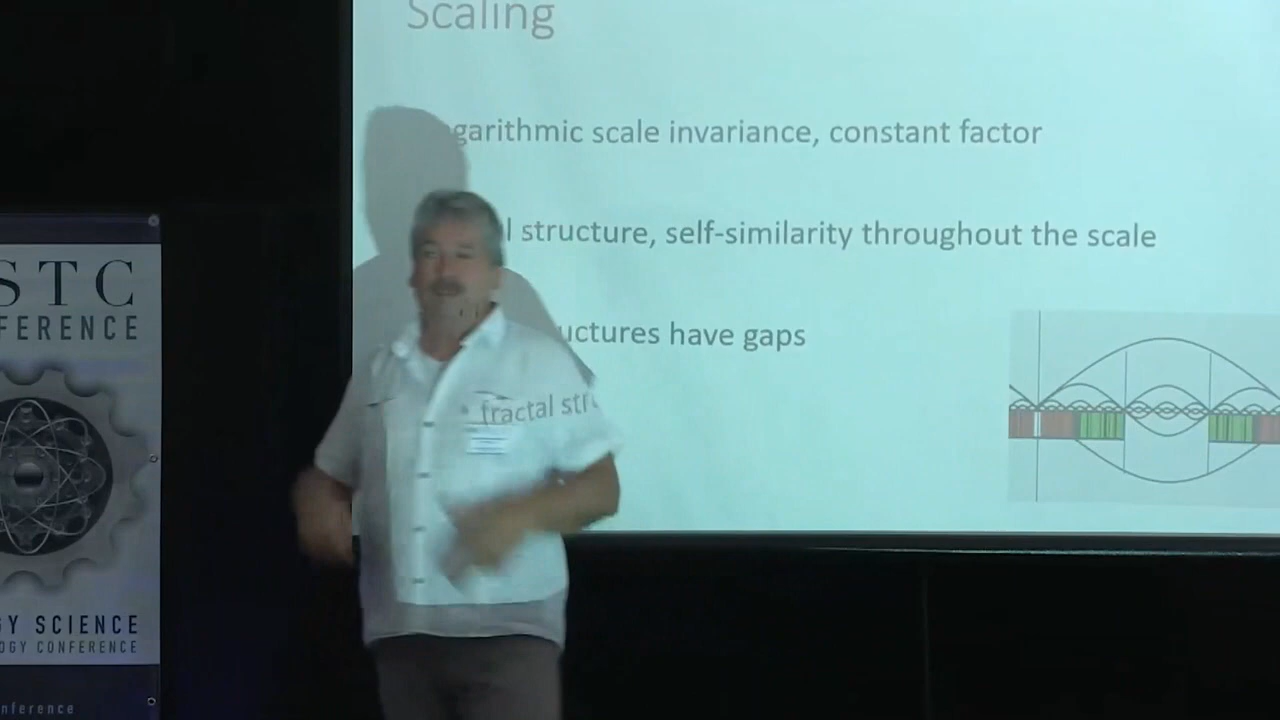 Scaling
garithmic scale invariance, constant factor
l structure, self-similarity throughout the scale
uctures have gaps
fractal str
STC
FERENCE
GY SCIENCE
OGY CONFERENCE
nference